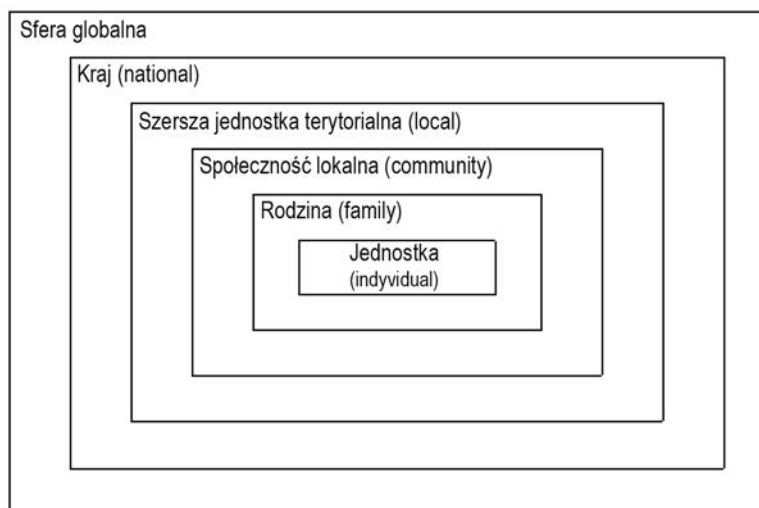 Sfera globalna
Kraj (national)
Szersza jednostka terytorialna (local)
Społeczność lokalna (community)
Rodzina (family)
Jednostka
(indyvidual)